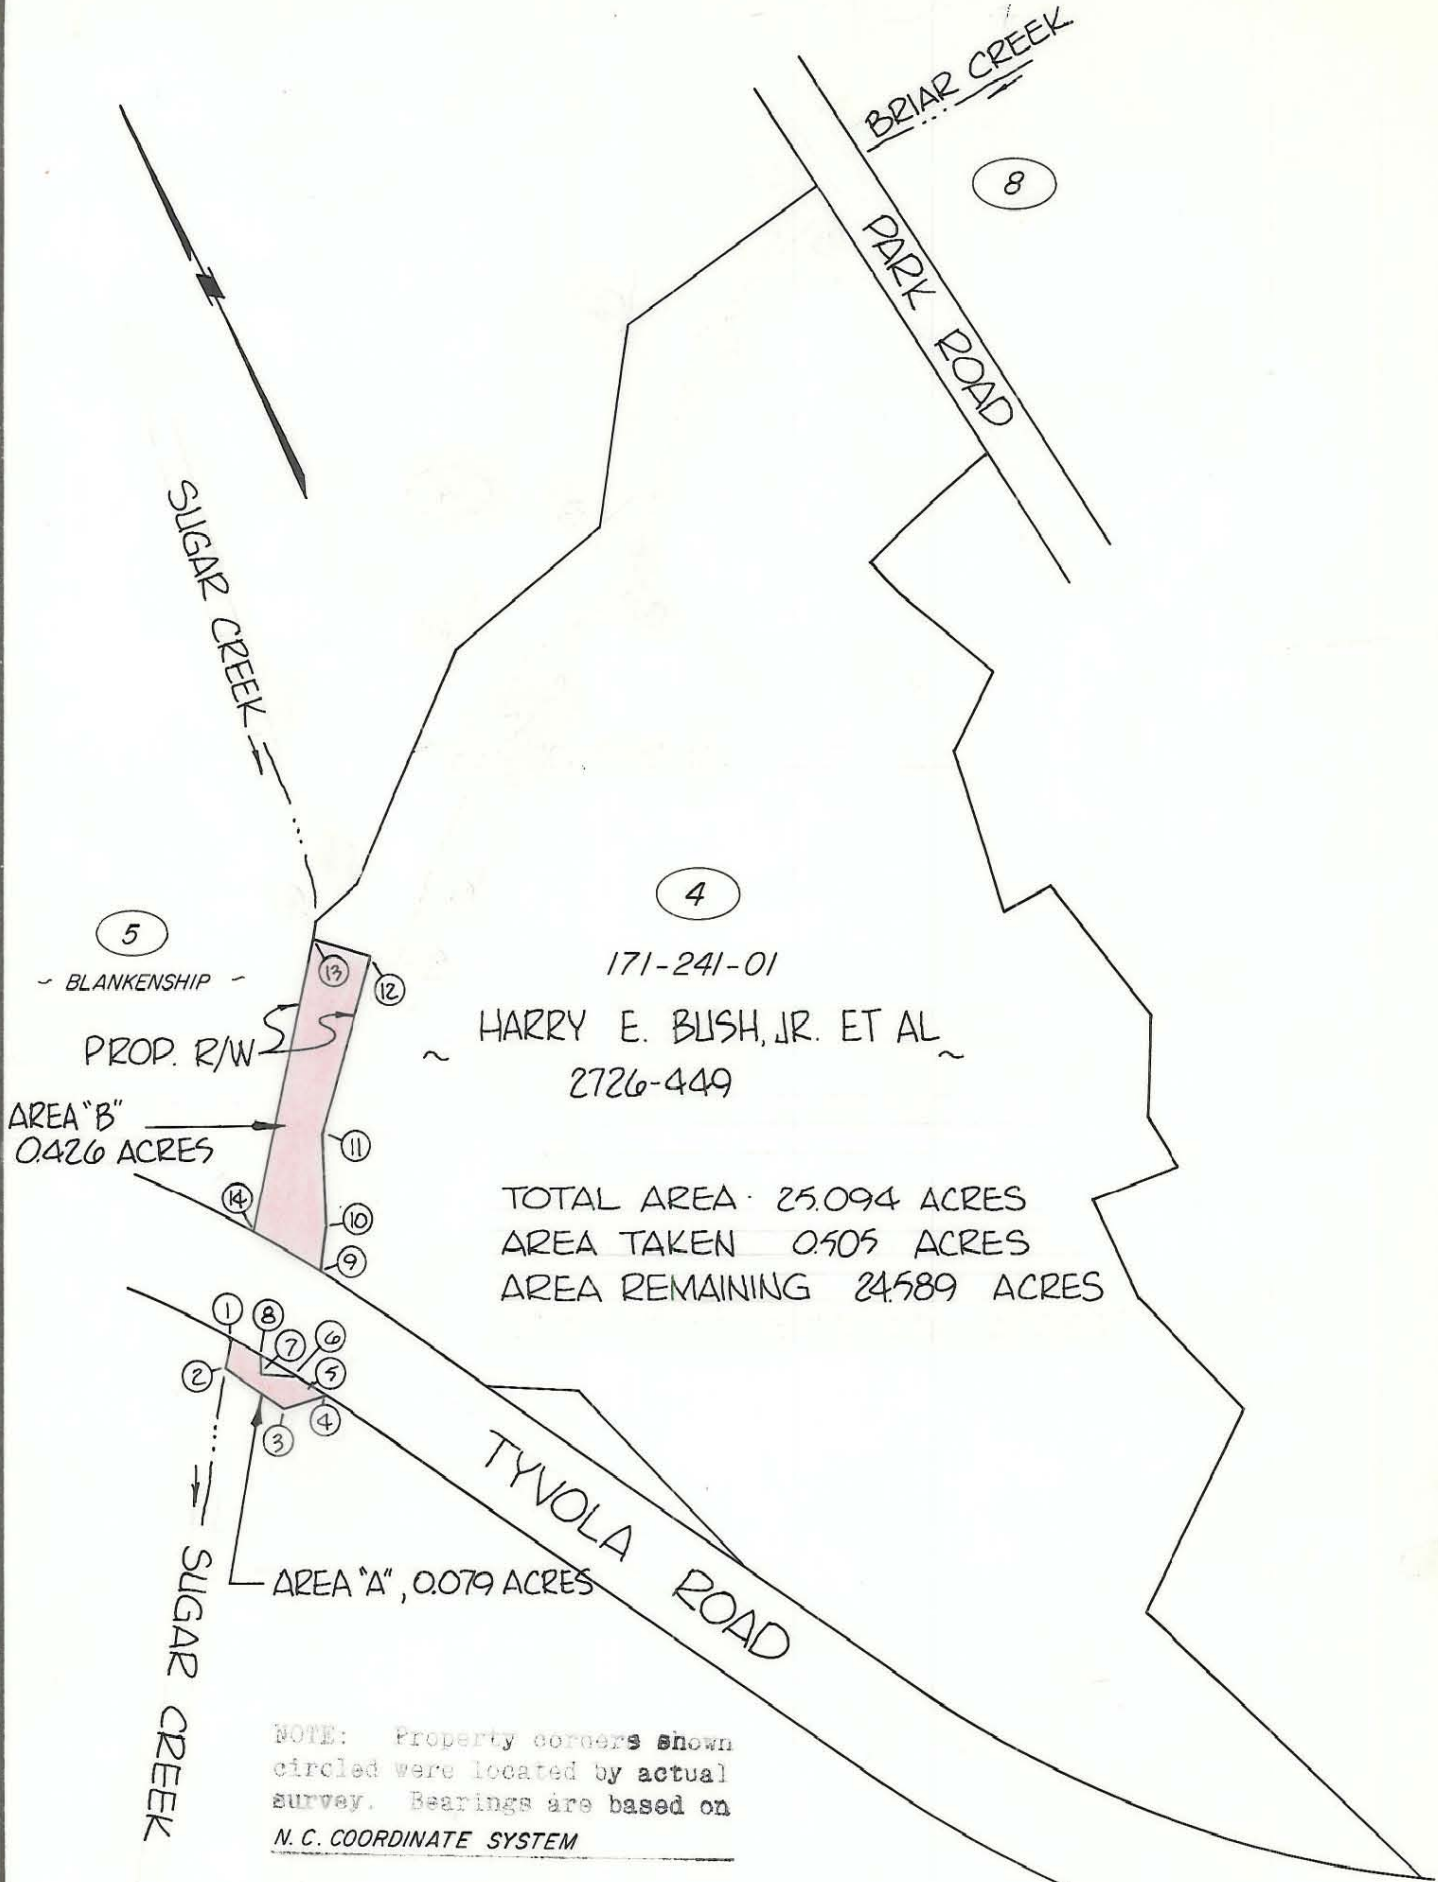 BRIAR CREEK
8
PARK ROAD
SUGAR CREEK
5
~ BLANKENSHIP ~
4
171-241-01
~ HARRY E. BUSH, JR. ET AL ~
2726-449
13
12
PROP. R/W
AREA "B"
0.426 ACRES
11
14
10
9
TOTAL AREA 25.094 ACRES
AREA TAKEN 0.505 ACRES
AREA REMAINING 24.589 ACRES
1
8
7
6
2
5
4
3
TYVOLA ROAD
AREA "A", 0.079 ACRES
SUGAR CREEK
NOTE: Property corners shown
circled were located by actual
survey. Bearings are based on
N. C. COORDINATE SYSTEM